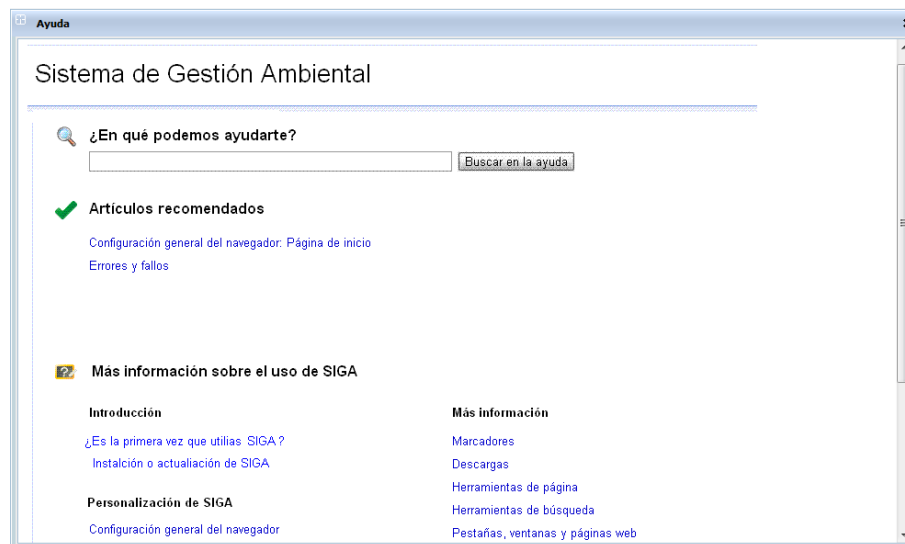 Ayuda
Sistema de Gestión Ambiental
¿En qué podemos ayudarte?
Buscar en la ayuda
Artículos recomendados
Configuración general del navegador: Página de inicio
Errores y fallos
Más información sobre el uso de SIGA
Introducción
¿Es la primera vez que utilias SIGA?
Instalción o actualiación de SIGA
Personalización de SIGA
Configuración general del navegador
Más información
Marcadores
Descargas
Herramientas de página
Herramientas de búsqueda
Pestañas, ventanas y páginas web